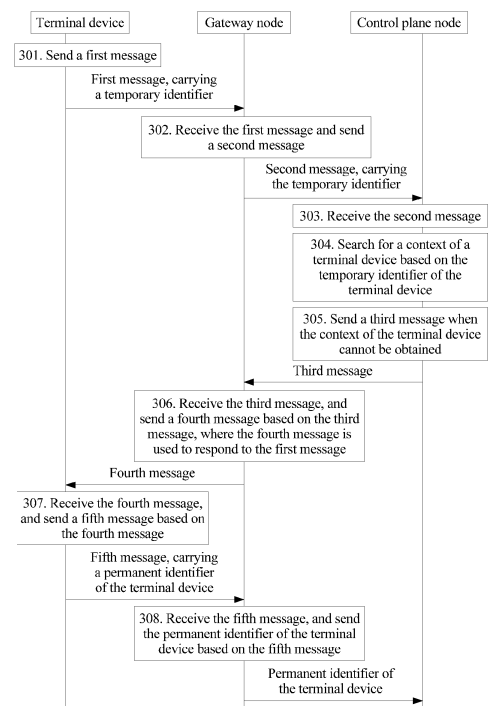 Terminal device
Gateway node
Control plane node
301. Send a first message
First message, carrying
a temporary identifier
302. Receive the first message and send
a second message
Second message, carrying
the temporary identifier
303. Receive the second message
304. Search for a context of a
terminal device based on the
temporary identifier of the
terminal device
305. Send a third message when
the context of the terminal device
cannot be obtained
Third message
306. Receive the third message, and
send a fourth message based on the third
message, where the fourth message is
used to respond to the first message
Fourth message
307. Receive the fourth message,
and send a fifth message based on
the fourth message
Fifth message, carrying
a permanent identifier
of the terminal device
308. Receive the fifth message, and send
the permanent identifier of the terminal
device based on the fifth message
Permanent identifier of
the terminal device